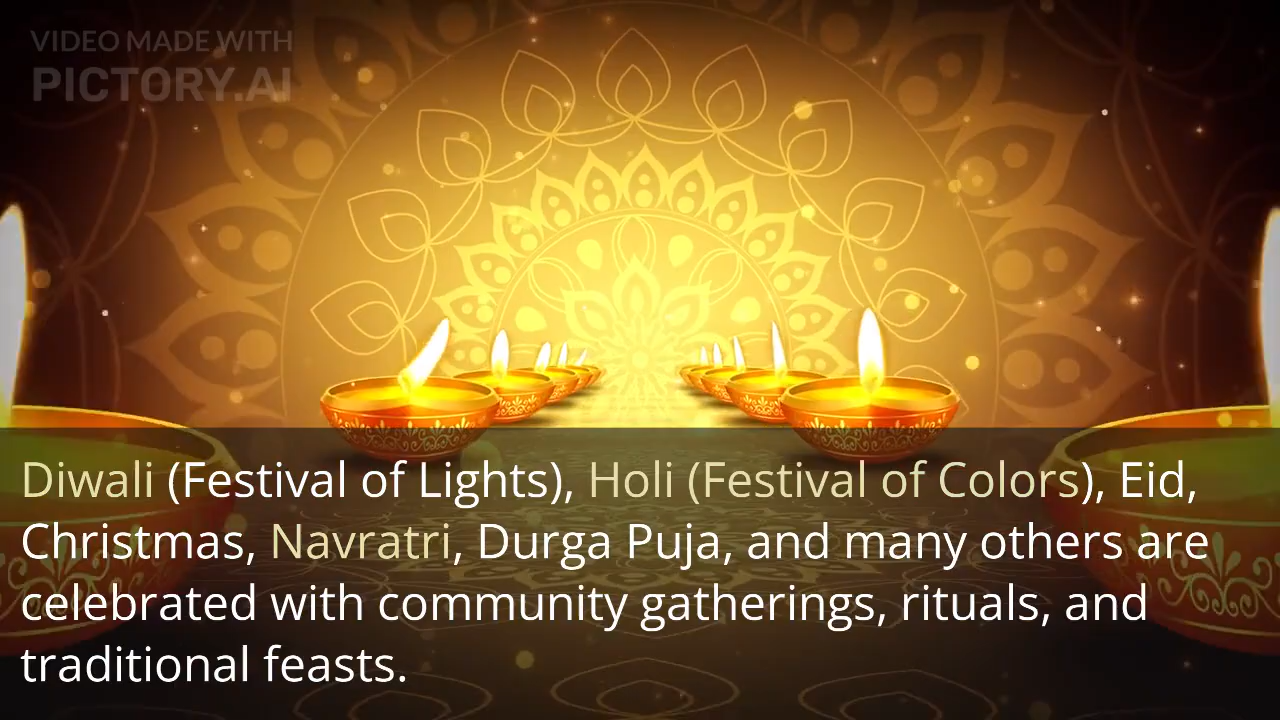 VIDEO MADE WITH
PICTORY.AI
Diwali (Festival of Lights), Holi (Festival of Colors), Eid,
Christmas, Navratri, Durga Puja, and many others are
celebrated with community gatherings, rituals, and
traditional feasts.